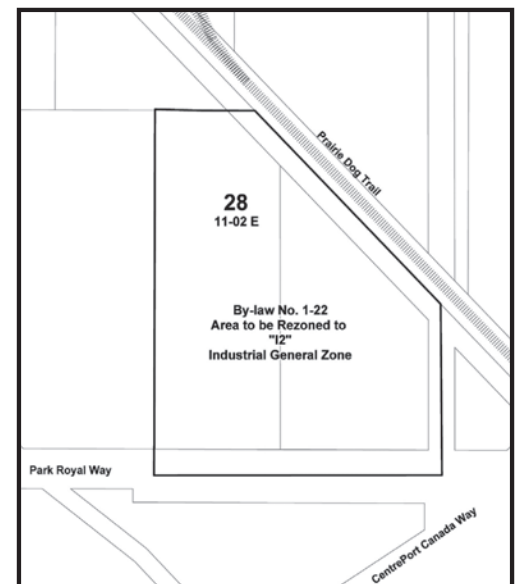 Prairie Dog Trail
28
11-02 E
By-law No. 1-22
Area to be Rezoned to
"I2"
Industrial General Zone
Park Royal Way
CentrePort Canada Way